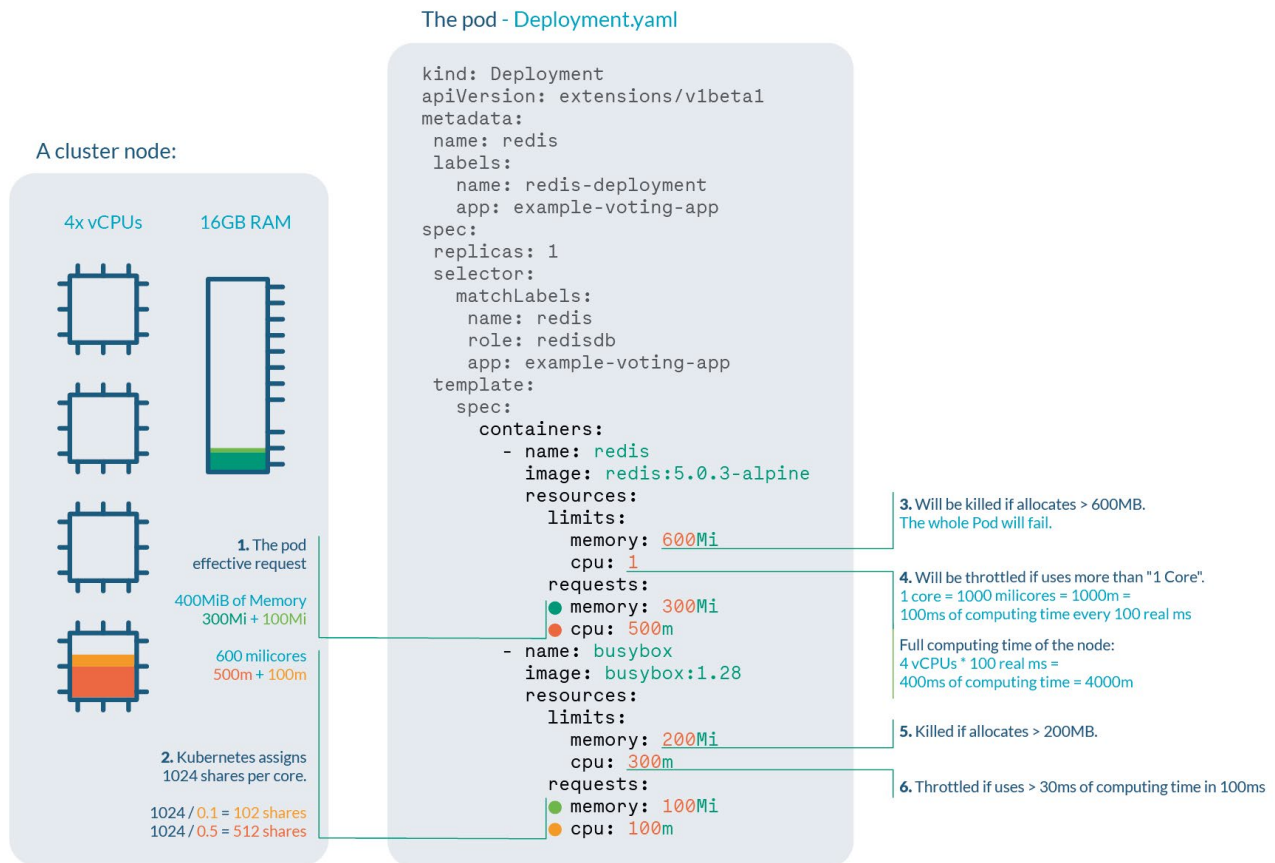 The pod - Deployment.yaml
kind: Deployment
apiVersion: extensions/v1beta1
metadata:
name: redis
labels:
name: redis-deployment
app: example-voting-app
spec:
replicas: 1
selector:
matchLabels:
name: redis
role: redisdb
app: example-voting-app
template:
spec:
containers:
- name: redis
image: redis:5.0.3-alpine
resources:
limits:
memory: 600Mi
cpu: 1
requests:
memory: 300Mi
cpu: 500m
- name: busybox
image: busybox:1.28
resources:
limits:
memory: 200Mi
cpu: 300m
requests:
memory: 100Mi
cpu: 100m
A cluster node:
4x vCPUs
16GB RAM
1. The pod
effective request
400MiB of Memory
300Mi + 100Mi
600 milicores
500m + 100m
2. Kubernetes assigns
1024 shares per core.
1024 / 0.1 = 102 shares
1024 / 0.5 = 512 shares
3. Will be killed if allocates > 600MB.
The whole Pod will fail.
4. Will be throttled if uses more than "1 Core".
1 core = 1000 milicores = 1000m =
100ms of computing time every 100 real ms
Full computing time of the node:
4 vCPUs * 100 real ms =
400ms of computing time = 4000m
5. Killed if allocates > 200MB.
6. Throttled if uses > 30ms of computing time in 100ms